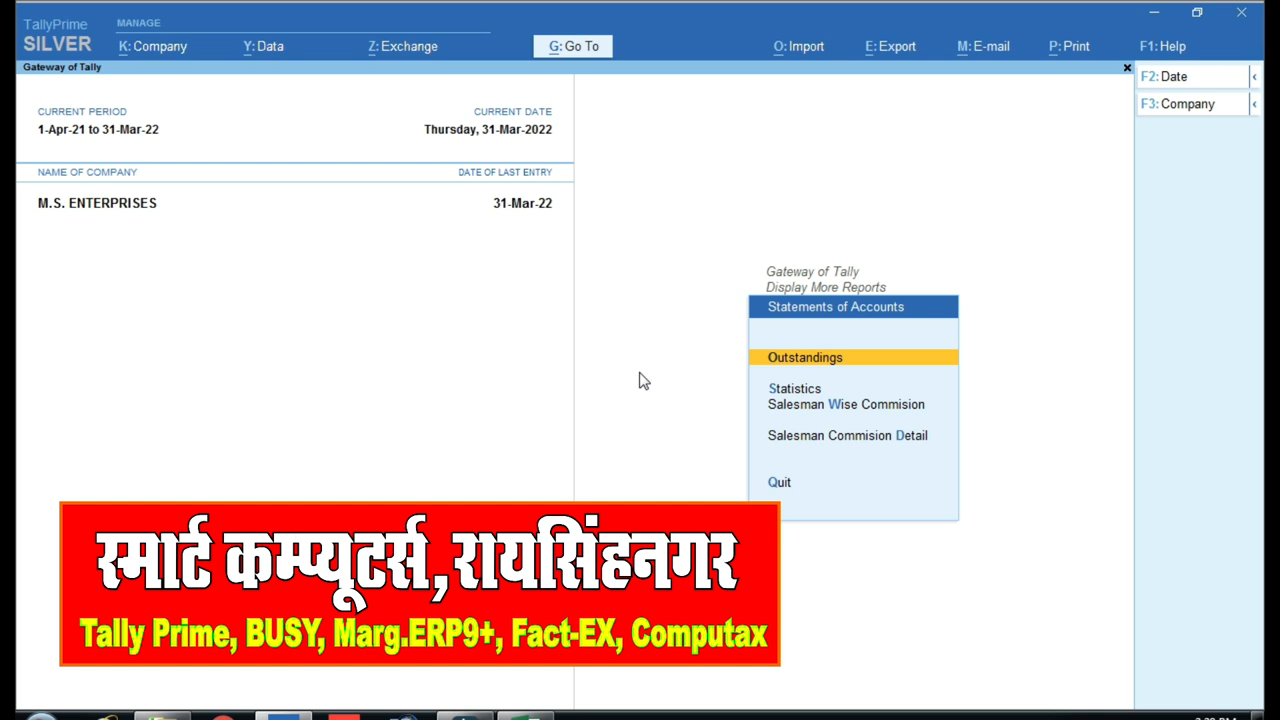 TallyPrime
SILVER
MANAGE
K: Company
Y: Data
Z: Exchange
G: Go To
O: Import
E: Export
M: E-mail
P: Print
F1: Help
Gateway of Tally
F2: Date
F3: Company
CURRENT PERIOD
CURRENT DATE
1-Apr-21 to 31-Mar-22
Thursday, 31-Mar-2022
NAME OF COMPANY
DATE OF LAST ENTRY
M.S. ENTERPRISES
31-Mar-22
Gateway of Tally
Display More Reports
Statements of Accounts
Outstandings
Statistics
Salesman Wise Commision
Salesman Commision Detail
Quit
स्मार्ट कम्प्यूटर्स,रायसिंहनगर
Tally Prime, BUSY, Marg.ERP9+, Fact-EX, Computax